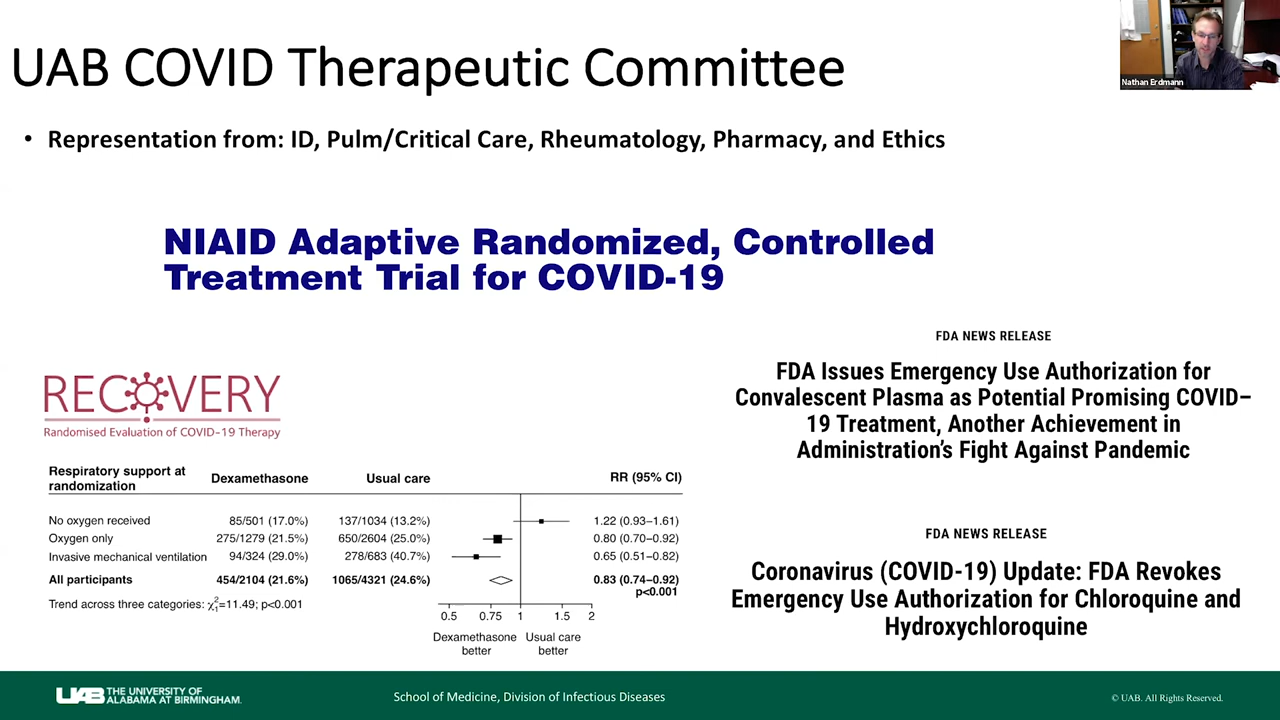 UAB COVID Therapeutic Committee
Nathan Erdmann
• Representation from: ID, Pulm/Critical Care, Rheumatology, Pharmacy, and Ethics
NIAID Adaptive Randomized, Controlled
Treatment Trial for COVID-19
RECOVERY
Randomised Evaluation of COVID-19 Therapy
Respiratory support at
randomization
Dexamethasone
Usual care
RR (95% CI)
No oxygen received 85/501 (17.0%) 137/1034 (13.2%) 1.22 (0.93–1.61)
Oxygen only 275/1279 (21.5%) 650/2604 (25.0%) 0.80 (0.70–0.92)
Invasive mechanical ventilation 94/324 (29.0%) 278/683 (40.7%) 0.65 (0.51–0.82)
All participants 454/2104 (21.6%) 1065/4321 (24.6%) 0.83 (0.74–0.92)
p<0.001
Trend across three categories: χ²₁=11.49; p<0.001
0.5 0.75 1 1.5 2
Dexamethasone
better
Usual care
better
FDA NEWS RELEASE
FDA Issues Emergency Use Authorization for
Convalescent Plasma as Potential Promising COVID–
19 Treatment, Another Achievement in
Administration's Fight Against Pandemic
FDA NEWS RELEASE
Coronavirus (COVID-19) Update: FDA Revokes
Emergency Use Authorization for Chloroquine and
Hydroxychloroquine
UAB THE UNIVERSITY OF
ALABAMA AT BIRMINGHAM.
School of Medicine, Division of Infectious Diseases
© UAB. All Rights Reserved.